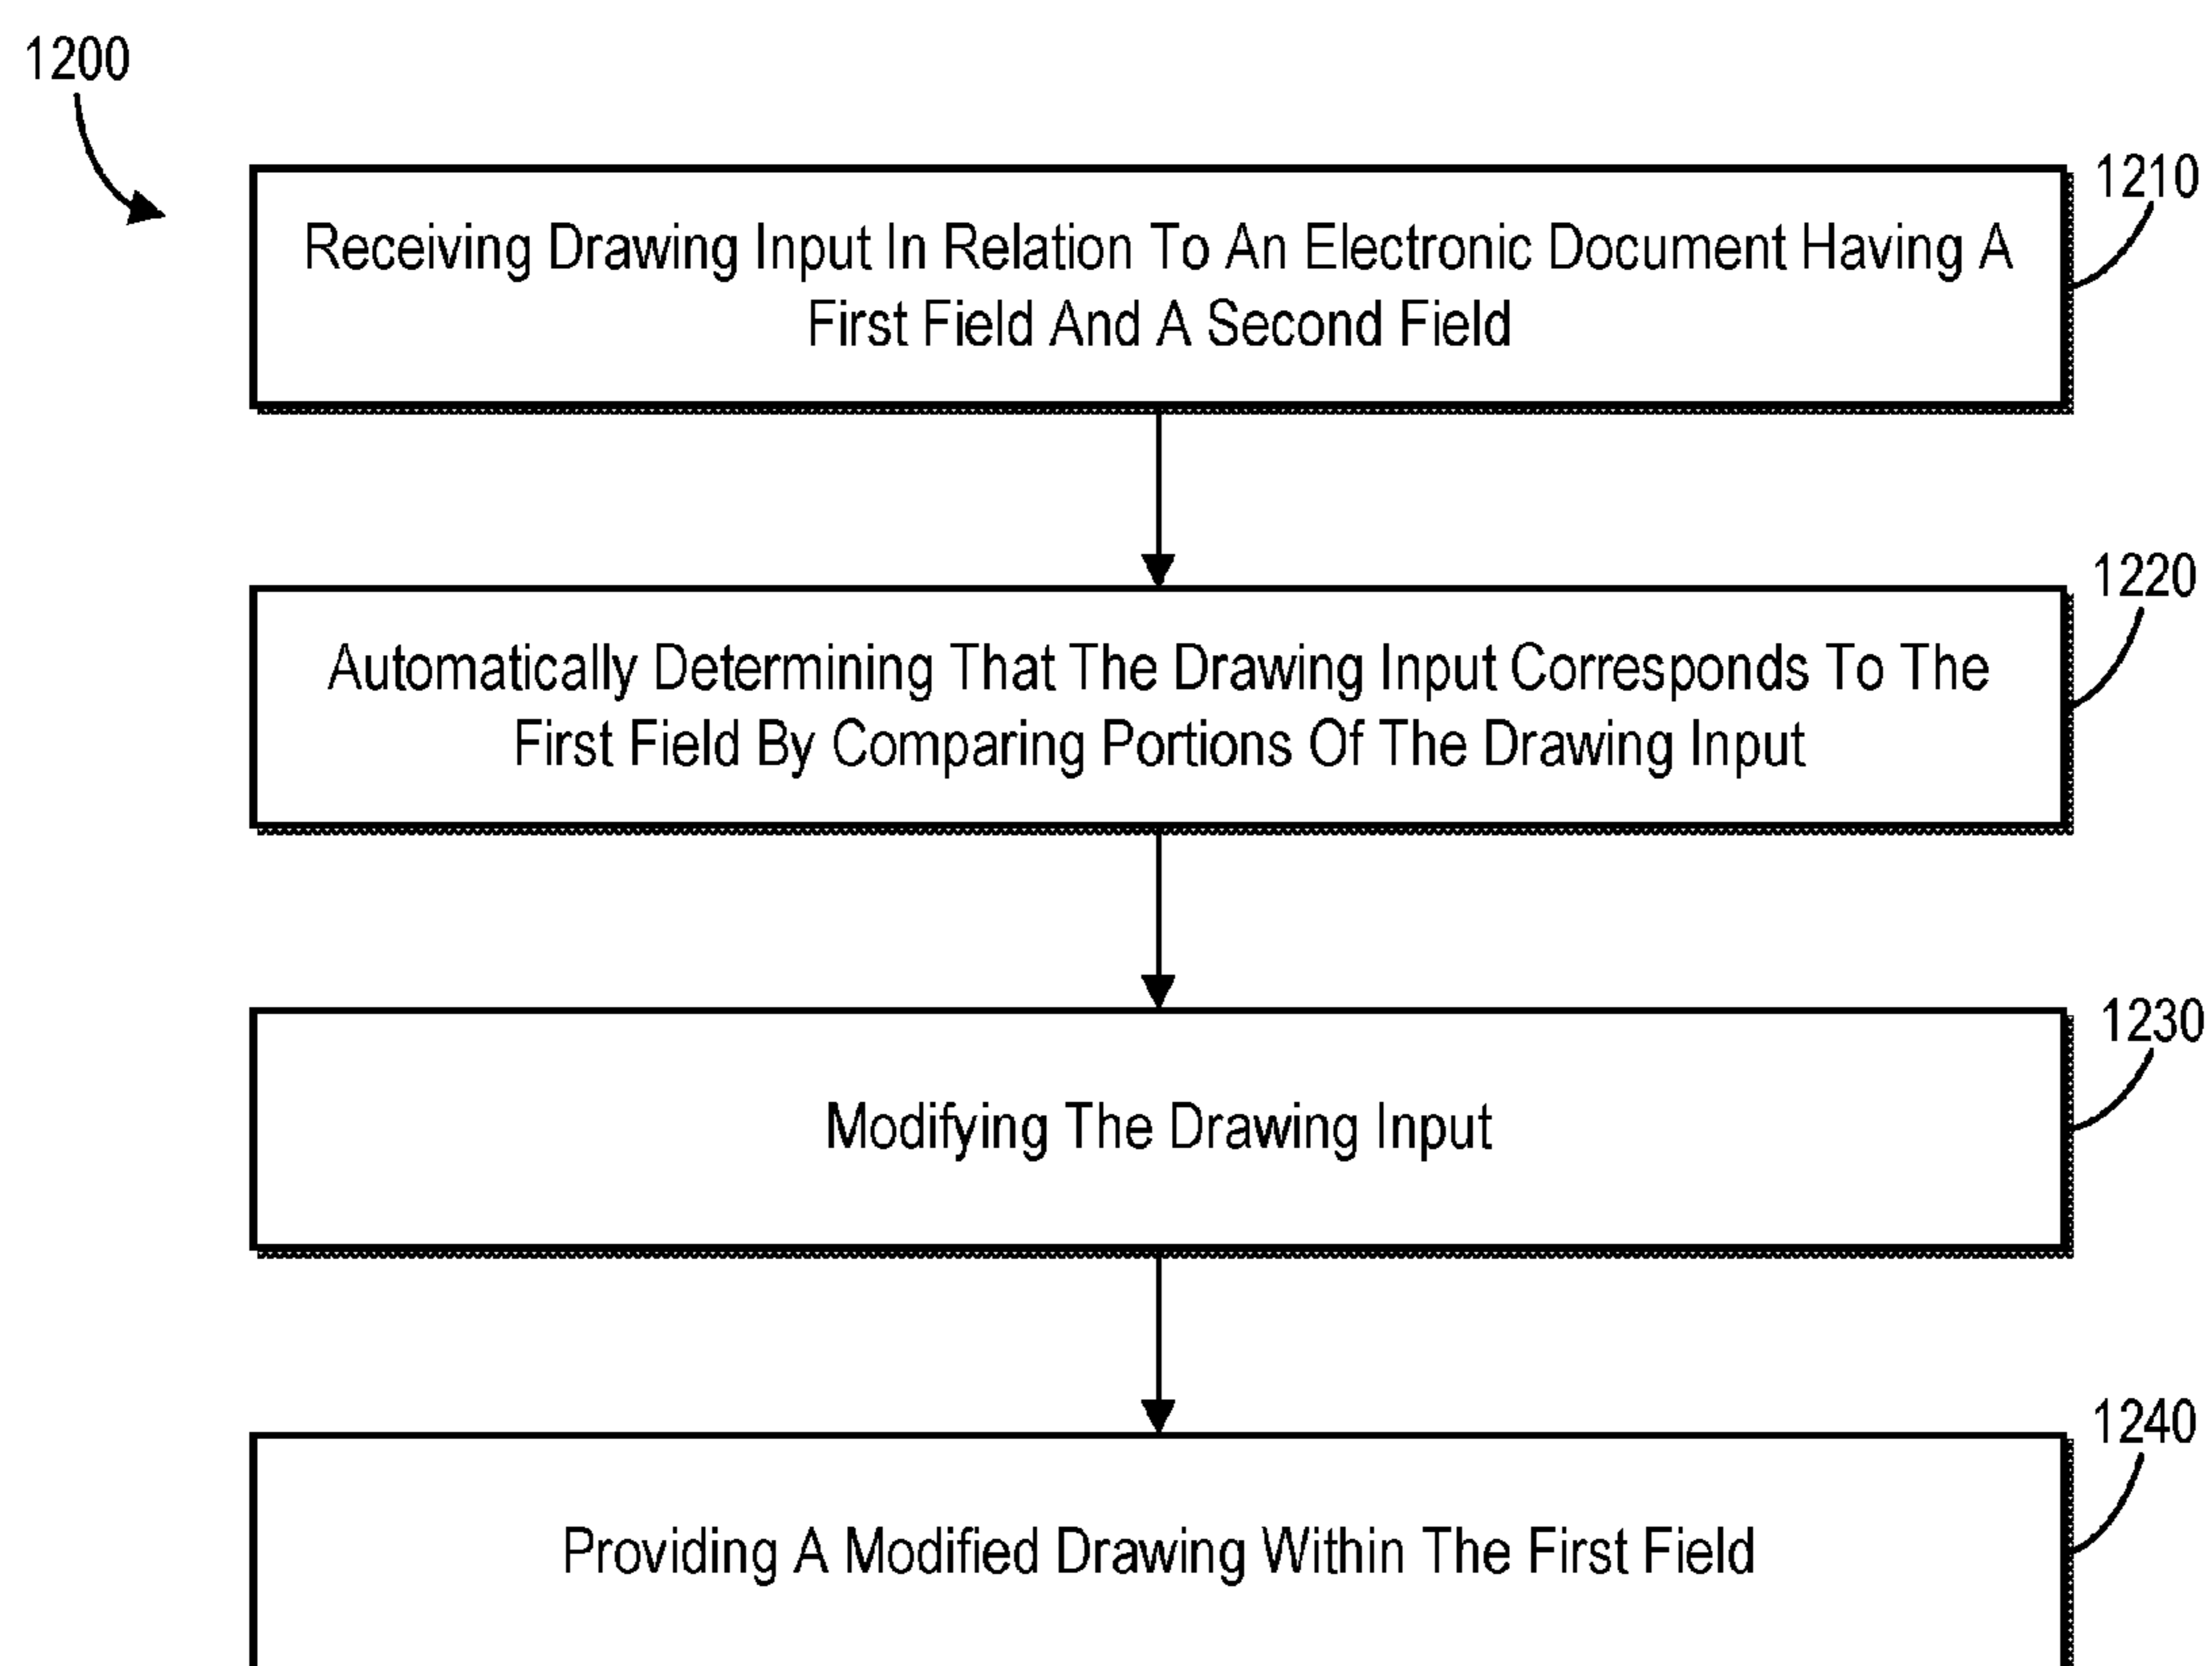 1200
1210
Receiving Drawing Input In Relation To An Electronic Document Having A
First Field And A Second Field
1220
Automatically Determining That The Drawing Input Corresponds To The
First Field By Comparing Portions Of The Drawing Input
1230
Modifying The Drawing Input
1240
Providing A Modified Drawing Within The First Field